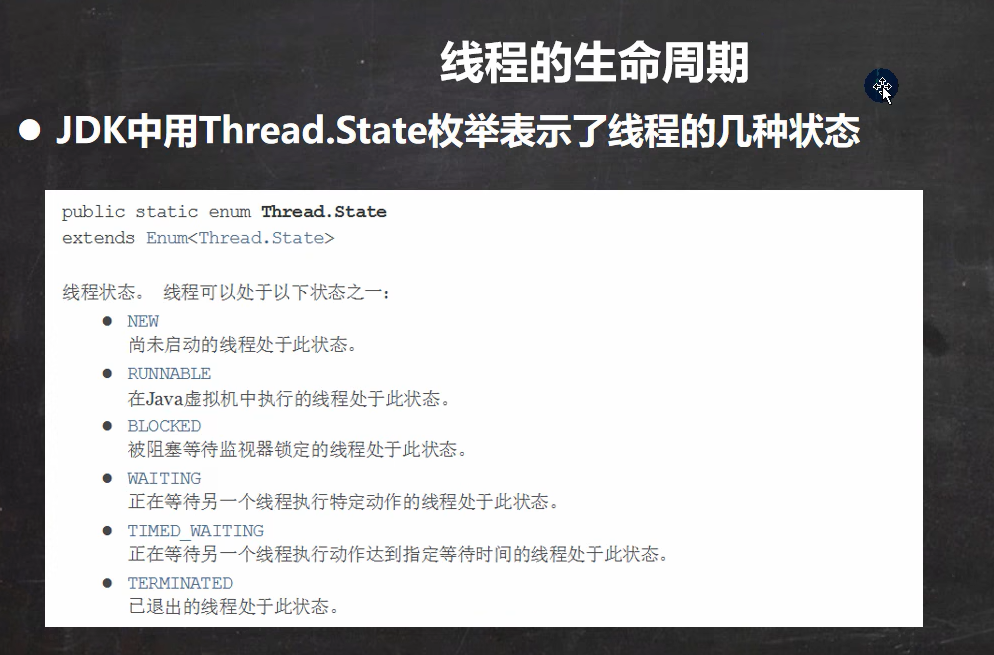 线程的生命周期
● JDK中用Thread.State枚举表示了线程的几种状态
public static enum Thread.State
extends Enum<Thread.State>
线程状态。 线程可以处于以下状态之一:
● NEW
尚未启动的线程处于此状态。
● RUNNABLE
在Java虚拟机中执行的线程处于此状态。
● BLOCKED
被阻塞等待监视器锁定的线程处于此状态。
● WAITING
正在等待另一个线程执行特定动作的线程处于此状态。
● TIMED_WAITING
正在等待另一个线程执行动作达到指定等待时间的线程处于此状态。
● TERMINATED
已退出的线程处于此状态。